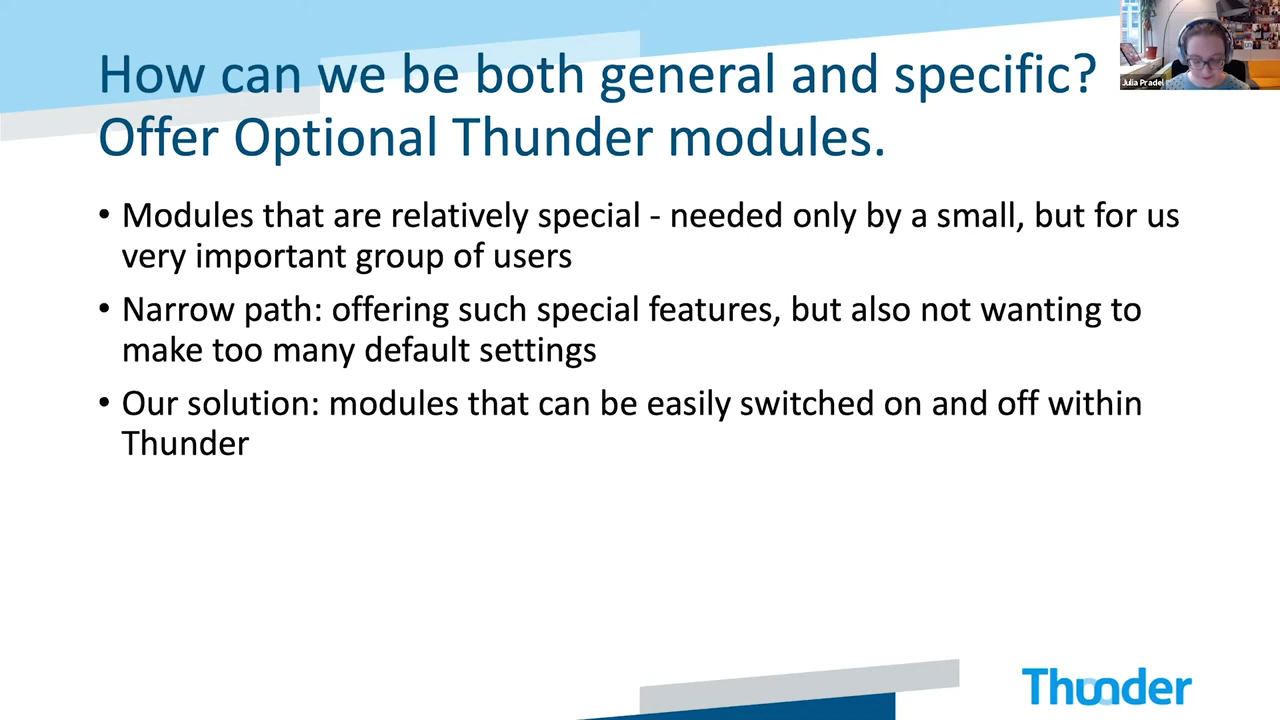 How can we be both general and specific?
Offer Optional Thunder modules.
Julia Pradel
• Modules that are relatively special - needed only by a small, but for us
very important group of users
• Narrow path: offering such special features, but also not wanting to
make too many default settings
• Our solution: modules that can be easily switched on and off within
Thunder
Thunder